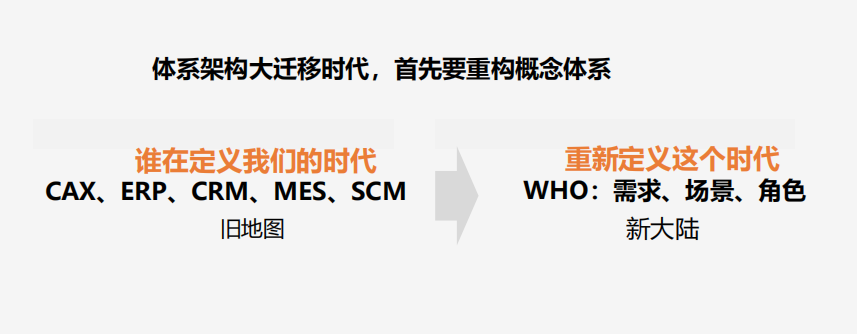 体系架构大迁移时代，首先要重构概念体系
谁在定义我们的时代
CAX、ERP、CRM、MES、SCM
旧地图
重新定义这个时代
WHO：需求、场景、角色
新大陆